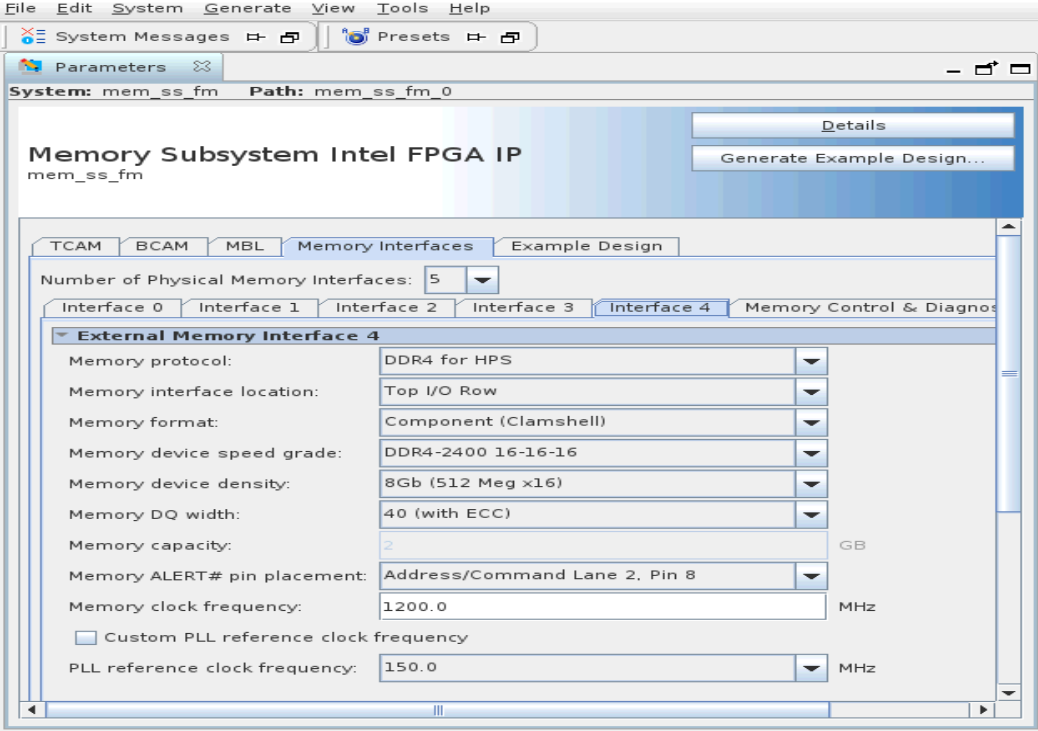 File Edit System Generate View Tools Help
System Messages Presets
Parameters
System: mem_ss_fm Path: mem_ss_fm_0
Details
Memory Subsystem Intel FPGA IP
Generate Example Design...
mem_ss_fm
TCAM BCAM MBL Memory Interfaces Example Design
Number of Physical Memory Interfaces: 5
Interface 0 Interface 1 Interface 2 Interface 3 Interface 4 Memory Control & Diagnos
External Memory Interface 4
Memory protocol: DDR4 for HPS
Memory interface location: Top I/O Row
Memory format: Component (Clamshell)
Memory device speed grade: DDR4-2400 16-16-16
Memory device density: 8Gb (512 Meg x16)
Memory DQ width: 40 (with ECC)
Memory capacity: 2 GB
Memory ALERT# pin placement: Address/Command Lane 2, Pin 8
Memory clock frequency: 1200.0 MHz
Custom PLL reference clock frequency
PLL reference clock frequency: 150.0 MHz